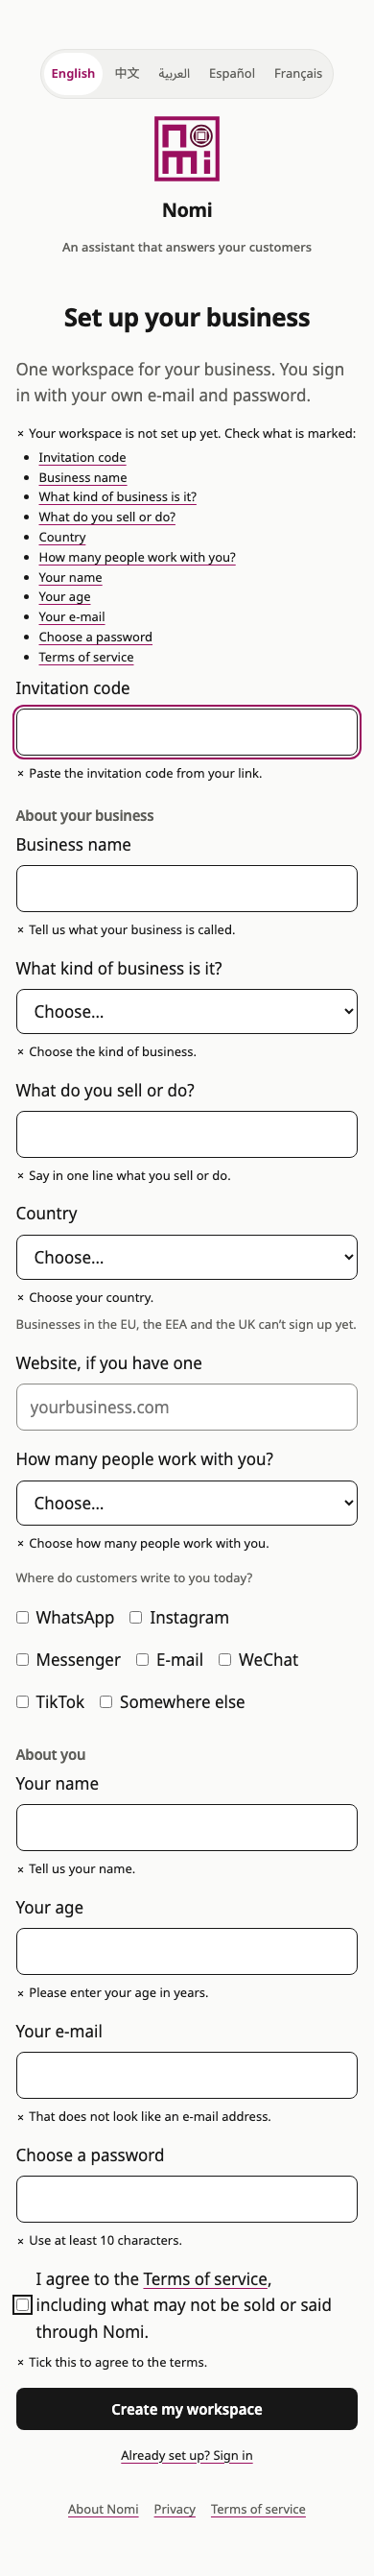 English 中文 العربية Español Français
nomi
Nomi
An assistant that answers your customers
Set up your business
One workspace for your business. You sign
in with your own e-mail and password.
× Your workspace is not set up yet. Check what is marked:
• Invitation code
• Business name
• What kind of business is it?
• What do you sell or do?
• Country
• How many people work with you?
• Your name
• Your age
• Your e-mail
• Choose a password
• Terms of service
Invitation code
× Paste the invitation code from your link.
About your business
Business name
× Tell us what your business is called.
What kind of business is it?
Choose...
× Choose the kind of business.
What do you sell or do?
× Say in one line what you sell or do.
Country
Choose...
× Choose your country.
Businesses in the EU, the EEA and the UK can’t sign up yet.
Website, if you have one
yourbusiness.com
How many people work with you?
Choose...
× Choose how many people work with you.
Where do customers write to you today?
WhatsApp Instagram
Messenger E-mail WeChat
TikTok Somewhere else
About you
Your name
× Tell us your name.
Your age
× Please enter your age in years.
Your e-mail
× That does not look like an e-mail address.
Choose a password
× Use at least 10 characters.
I agree to the Terms of service,
including what may not be sold or said
through Nomi.
× Tick this to agree to the terms.
Create my workspace
Already set up? Sign in
About Nomi Privacy Terms of service